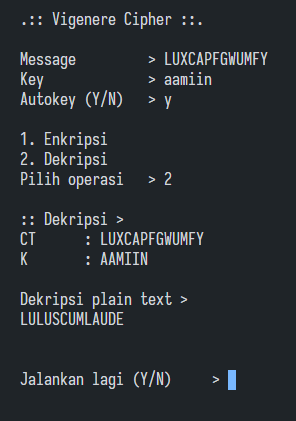 .:: Vigenere Cipher ::.
Message > LUXCAPFGWUMFY
Key > aamiin
Autokey (Y/N) > y
1. Enkripsi
2. Dekripsi
Pilih operasi > 2
:: Dekripsi >
CT : LUXCAPFGWUMFY
K : AAMIIN
Dekripsi plain text >
LULUSCUMLAUDE
Jalankan lagi (Y/N) >